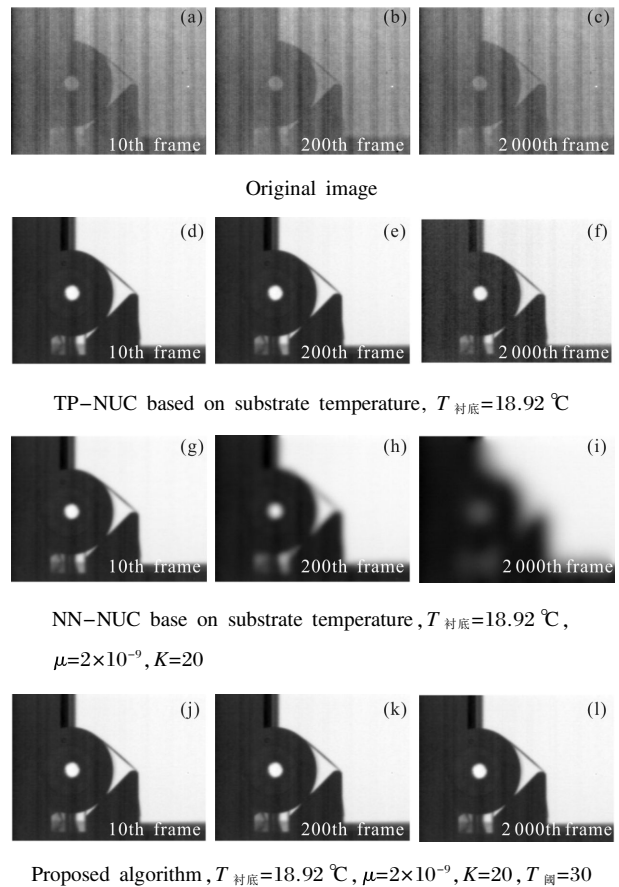 (a) (b) (c)
10th frame 200th frame 2 000th frame
Original image
(d) (e) (f)
10th frame 200th frame 2 000th frame
TP-NUC based on substrate temperature, T 衬底=18.92 ℃
(g) (h) (i)
10th frame 200th frame 2 000th frame
NN-NUC base on substrate temperature, T 衬底=18.92 ℃,
μ=2×10⁻⁹, K=20
(j) (k) (l)
10th frame 200th frame 2 000th frame
Proposed algorithm, T 衬底=18.92 ℃, μ=2×10⁻⁹, K=20, T 阈=30